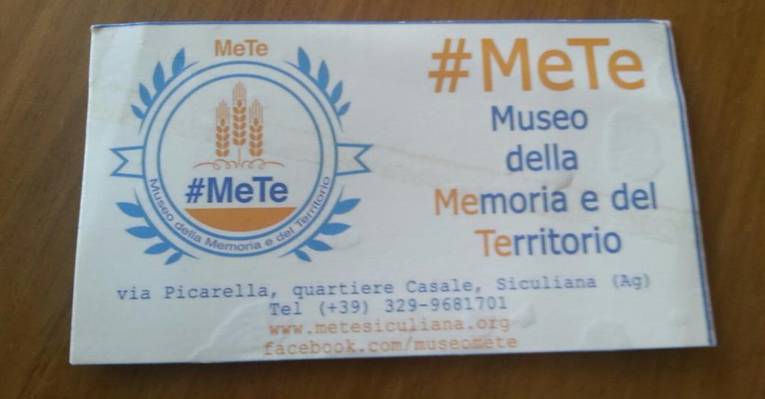 MeTe
#MeTe
Museo della Memoria e del Territorio
#MeTe
Museo
della
Memoria e del
Territorio
via Picarella, quartiere Casale, Siculiana (Ag)
Tel (+39) 329-9681701
www.metesiculiana.org
facebook.com/museomete